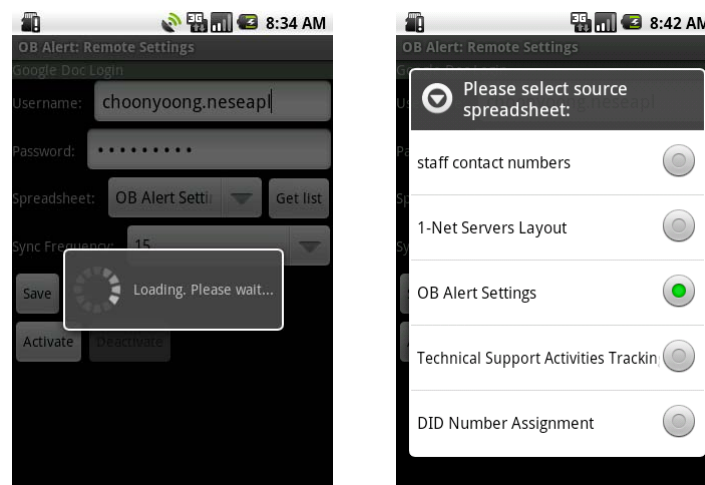 8:34 AM
OB Alert: Remote Settings
Google Doc Login
Username: choonyoong.neseapl
Password: •••••••••
Spreadsheet: OB Alert Settin Get list
Sync Frequency: 15
Loading. Please wait...
Save
Activate Deactivate
8:42 AM
OB Alert: Remote Settings
Please select source
spreadsheet:
staff contact numbers
1-Net Servers Layout
OB Alert Settings
Technical Support Activities Tracking
DID Number Assignment